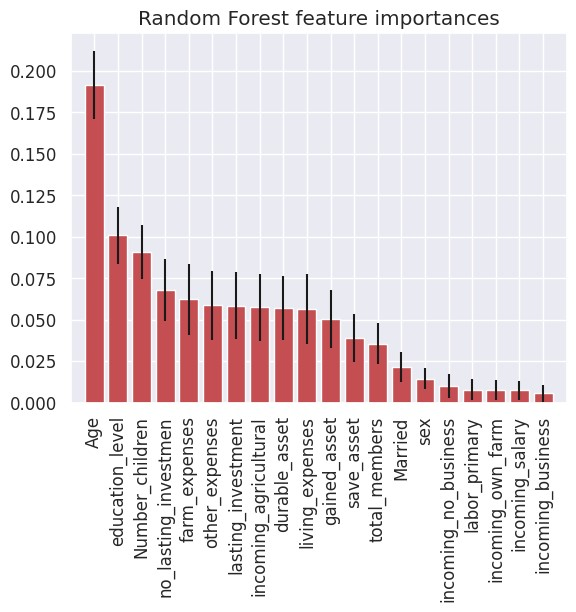 Random Forest feature importances
0.200
0.175
0.150
0.125
0.100
0.075
0.050
0.025
0.000
Age
education_level
Number_children
no_lasting_investmen
farm_expenses
other_expenses
lasting_investment
incoming_agricultural
durable_asset
living_expenses
gained_asset
save_asset
total_members
Married
sex
incoming_no_business
labor_primary
incoming_own_farm
incoming_salary
incoming_business